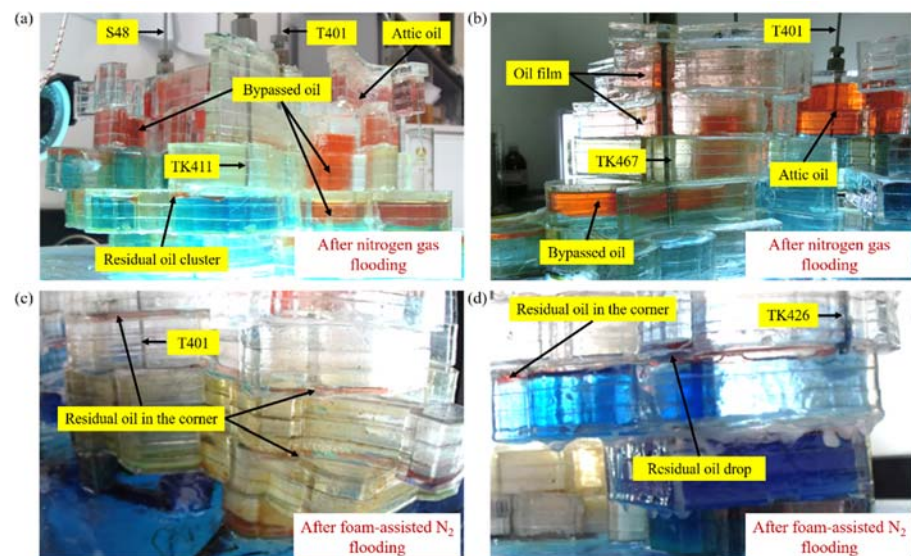 (a)
S48
T401
Attic oil
Bypassed oil
TK411
Residual oil cluster
After nitrogen gas
flooding
(b)
T401
Oil film
TK467
Attic oil
Bypassed oil
After nitrogen gas
flooding
(c)
T401
Residual oil in the corner
After foam-assisted N₂
flooding
(d)
Residual oil in the corner
TK426
Residual oil drop
After foam-assisted N₂
flooding